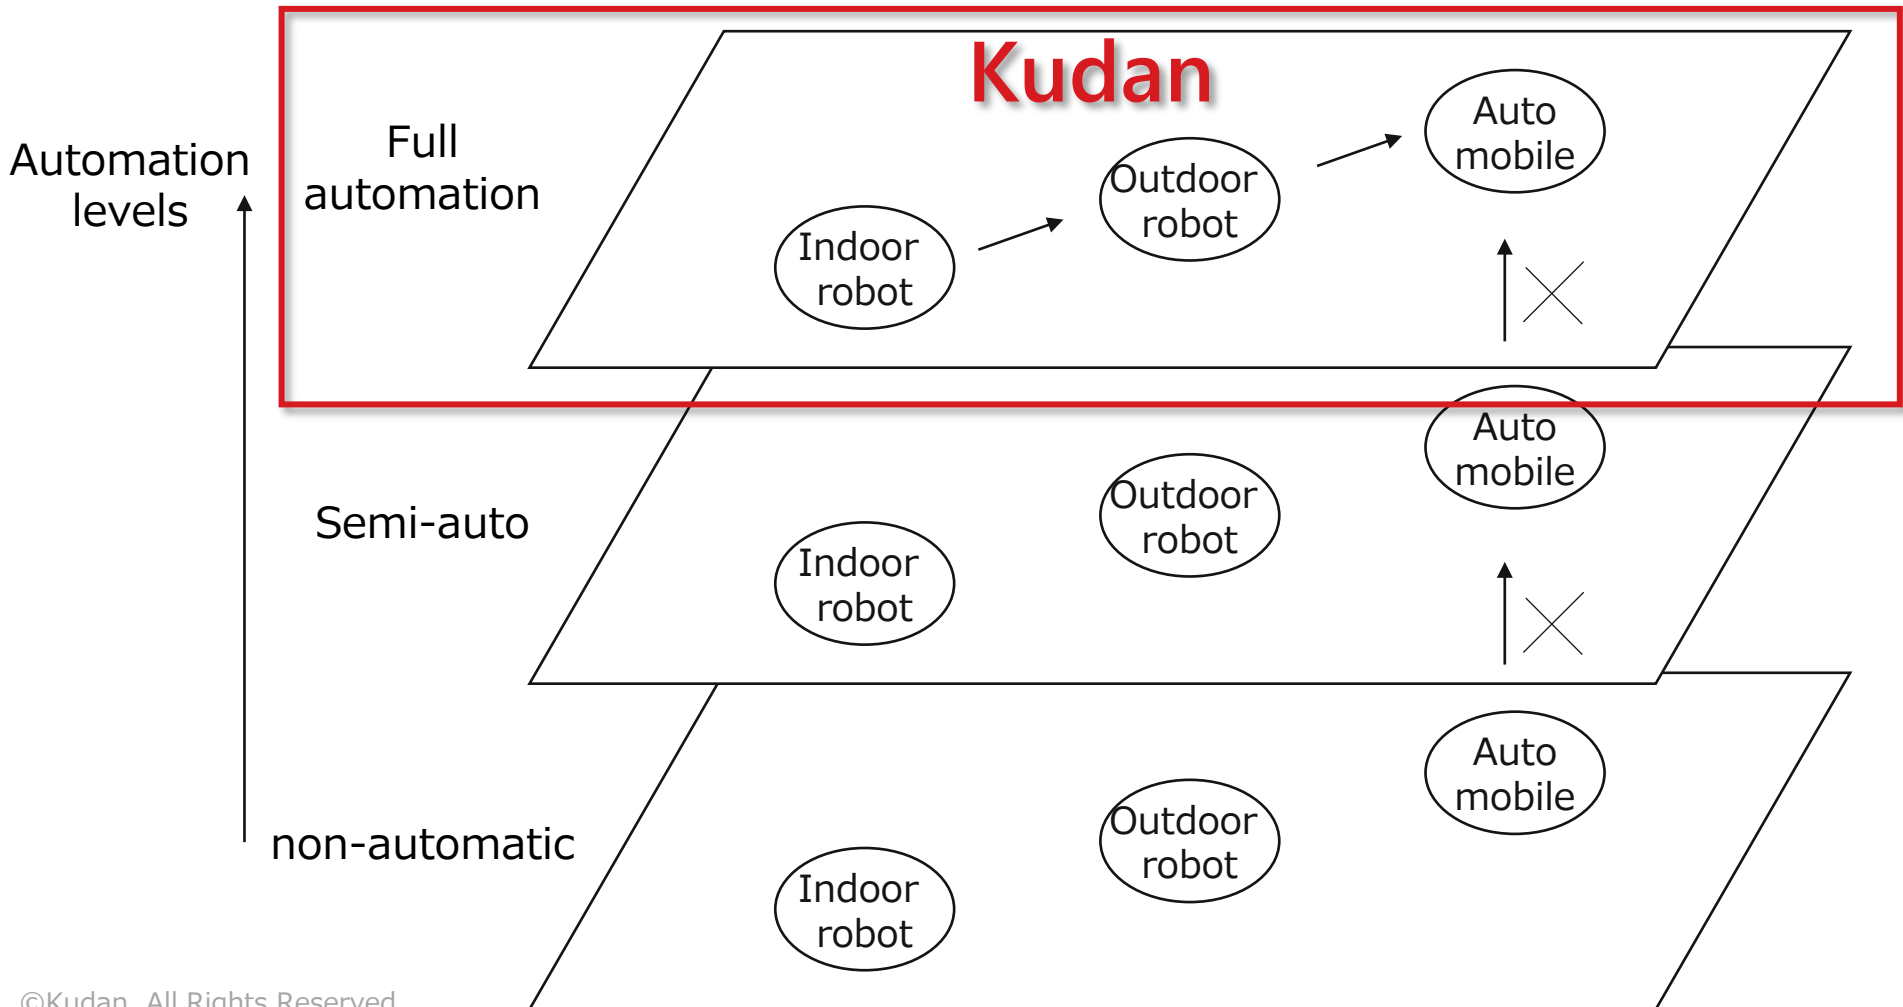 Kudan
Automation
levels
Full
automation
Auto
mobile
Outdoor
robot
Indoor
robot
Semi-auto
Auto
mobile
Outdoor
robot
Indoor
robot
non-automatic
Auto
mobile
Outdoor
robot
Indoor
robot
©Kudan. All Rights Reserved